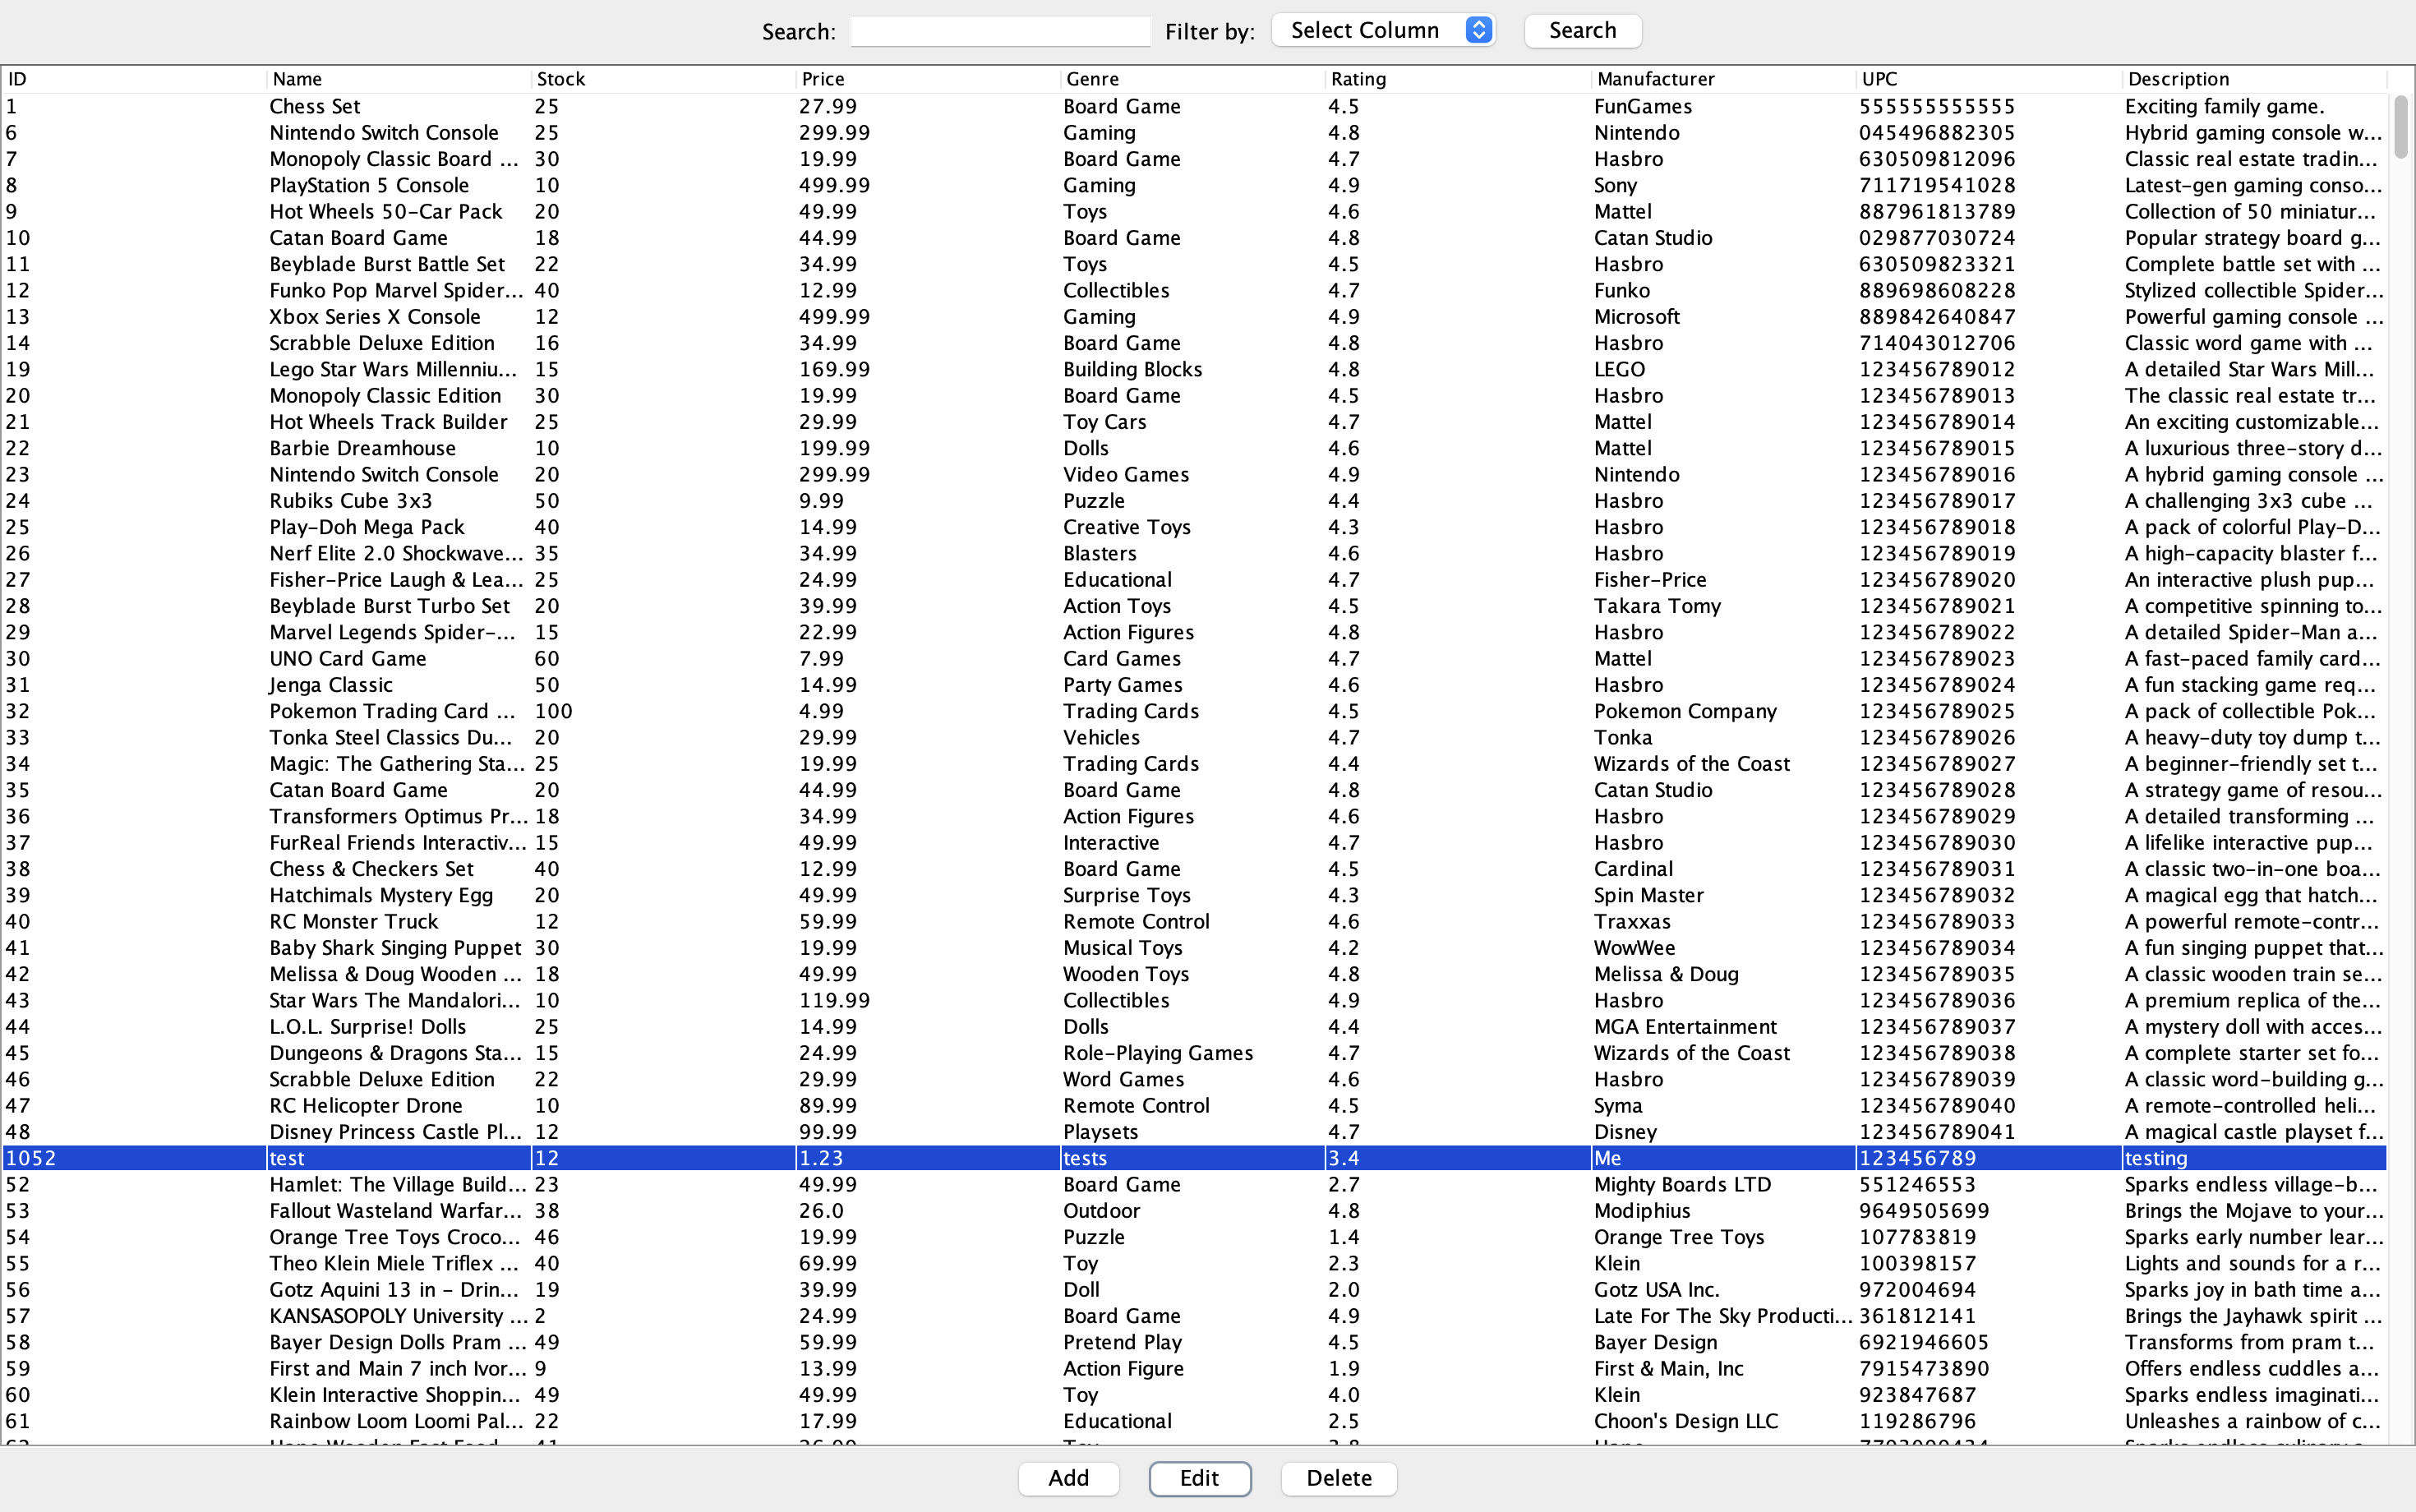 Search: Filter by: Select Column Search
ID Name Stock Price Genre Rating Manufacturer UPC Description
1 Chess Set 25 27.99 Board Game 4.5 FunGames 555555555555 Exciting family game.
6 Nintendo Switch Console 25 299.99 Gaming 4.8 Nintendo 045496882305 Hybrid gaming console w...
7 Monopoly Classic Board ... 30 19.99 Board Game 4.7 Hasbro 630509812096 Classic real estate tradin...
8 PlayStation 5 Console 10 499.99 Gaming 4.9 Sony 711719541028 Latest-gen gaming conso...
9 Hot Wheels 50-Car Pack 20 49.99 Toys 4.6 Mattel 887961813789 Collection of 50 miniatur...
10 Catan Board Game 18 44.99 Board Game 4.8 Catan Studio 029877030724 Popular strategy board g...
11 Beyblade Burst Battle Set 22 34.99 Toys 4.5 Hasbro 630509823321 Complete battle set with ...
12 Funko Pop Marvel Spider... 40 12.99 Collectibles 4.7 Funko 889698608228 Stylized collectible Spider...
13 Xbox Series X Console 12 499.99 Gaming 4.9 Microsoft 889842640847 Powerful gaming console ...
14 Scrabble Deluxe Edition 16 34.99 Board Game 4.8 Hasbro 714043012706 Classic word game with ...
19 Lego Star Wars Millenniu... 15 169.99 Building Blocks 4.8 LEGO 123456789012 A detailed Star Wars Mill...
20 Monopoly Classic Edition 30 19.99 Board Game 4.5 Hasbro 123456789013 The classic real estate tr...
21 Hot Wheels Track Builder 25 29.99 Toy Cars 4.7 Mattel 123456789014 An exciting customizable...
22 Barbie Dreamhouse 10 199.99 Dolls 4.6 Mattel 123456789015 A luxurious three-story d...
23 Nintendo Switch Console 20 299.99 Video Games 4.9 Nintendo 123456789016 A hybrid gaming console ...
24 Rubiks Cube 3x3 50 9.99 Puzzle 4.4 Hasbro 123456789017 A challenging 3x3 cube ...
25 Play-Doh Mega Pack 40 14.99 Creative Toys 4.3 Hasbro 123456789018 A pack of colorful Play-D...
26 Nerf Elite 2.0 Shockwave... 35 34.99 Blasters 4.6 Hasbro 123456789019 A high-capacity blaster f...
27 Fisher-Price Laugh & Lea... 25 24.99 Educational 4.7 Fisher-Price 123456789020 An interactive plush pup...
28 Beyblade Burst Turbo Set 20 39.99 Action Toys 4.5 Takara Tomy 123456789021 A competitive spinning to...
29 Marvel Legends Spider-... 15 22.99 Action Figures 4.8 Hasbro 123456789022 A detailed Spider-Man a...
30 UNO Card Game 60 7.99 Card Games 4.7 Mattel 123456789023 A fast-paced family card...
31 Jenga Classic 50 14.99 Party Games 4.6 Hasbro 123456789024 A fun stacking game req...
32 Pokemon Trading Card ... 100 4.99 Trading Cards 4.5 Pokemon Company 123456789025 A pack of collectible Pok...
33 Tonka Steel Classics Du... 20 29.99 Vehicles 4.7 Tonka 123456789026 A heavy-duty toy dump t...
34 Magic: The Gathering Sta... 25 19.99 Trading Cards 4.4 Wizards of the Coast 123456789027 A beginner-friendly set t...
35 Catan Board Game 20 44.99 Board Game 4.8 Catan Studio 123456789028 A strategy game of resou...
36 Transformers Optimus Pr... 18 34.99 Action Figures 4.6 Hasbro 123456789029 A detailed transforming ...
37 FurReal Friends Interactiv... 15 49.99 Interactive 4.7 Hasbro 123456789030 A lifelike interactive pup...
38 Chess & Checkers Set 40 12.99 Board Game 4.5 Cardinal 123456789031 A classic two-in-one boa...
39 Hatchimals Mystery Egg 20 49.99 Surprise Toys 4.3 Spin Master 123456789032 A magical egg that hatch...
40 RC Monster Truck 12 59.99 Remote Control 4.6 Traxxas 123456789033 A powerful remote-contr...
41 Baby Shark Singing Puppet 30 19.99 Musical Toys 4.2 WowWee 123456789034 A fun singing puppet that...
42 Melissa & Doug Wooden ... 18 49.99 Wooden Toys 4.8 Melissa & Doug 123456789035 A classic wooden train se...
43 Star Wars The Mandalori... 10 119.99 Collectibles 4.9 Hasbro 123456789036 A premium replica of the...
44 L.O.L. Surprise! Dolls 25 14.99 Dolls 4.4 MGA Entertainment 123456789037 A mystery doll with acces...
45 Dungeons & Dragons Sta... 15 24.99 Role-Playing Games 4.7 Wizards of the Coast 123456789038 A complete starter set fo...
46 Scrabble Deluxe Edition 22 29.99 Word Games 4.6 Hasbro 123456789039 A classic word-building g...
47 RC Helicopter Drone 10 89.99 Remote Control 4.5 Syma 123456789040 A remote-controlled heli...
48 Disney Princess Castle Pl... 12 99.99 Playsets 4.7 Disney 123456789041 A magical castle playset f...
1052 test 12 1.23 tests 3.4 Me 123456789 testing
52 Hamlet: The Village Build... 23 49.99 Board Game 2.7 Mighty Boards LTD 551246553 Sparks endless village-b...
53 Fallout Wasteland Warfar... 38 26.0 Outdoor 4.8 Modiphius 9649505699 Brings the Mojave to your...
54 Orange Tree Toys Croco... 46 19.99 Puzzle 1.4 Orange Tree Toys 107783819 Sparks early number lear...
55 Theo Klein Miele Triflex ... 40 69.99 Toy 2.3 Klein 100398157 Lights and sounds for a r...
56 Gotz Aquini 13 in - Drin... 19 39.99 Doll 2.0 Gotz USA Inc. 972004694 Sparks joy in bath time a...
57 KANSASOPOLY University ... 2 24.99 Board Game 4.9 Late For The Sky Producti... 361812141 Brings the Jayhawk spirit ...
58 Bayer Design Dolls Pram ... 49 59.99 Pretend Play 4.5 Bayer Design 6921946605 Transforms from pram t...
59 First and Main 7 inch Ivor... 9 13.99 Action Figure 1.9 First & Main, Inc 7915473890 Offers endless cuddles a...
60 Klein Interactive Shoppin... 49 49.99 Toy 4.0 Klein 923847687 Sparks endless imaginati...
61 Rainbow Loom Loomi Pal... 22 17.99 Educational 2.5 Choon's Design LLC 119286796 Unleashes a rainbow of c...
Add Edit Delete